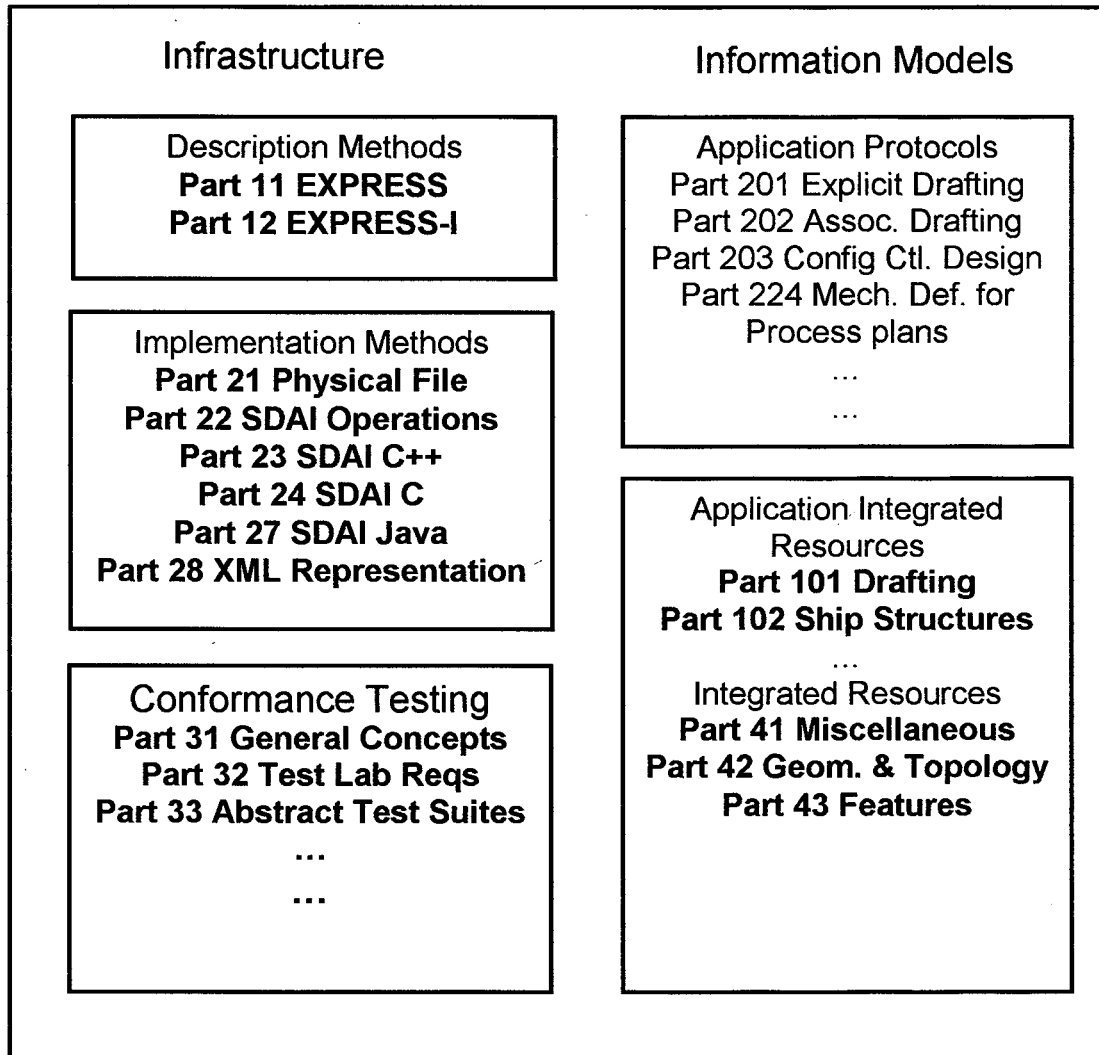 Infrastructure
Description Methods
Part 11 EXPRESS
Part 12 EXPRESS-I
Implementation Methods
Part 21 Physical File
Part 22 SDAI Operations
Part 23 SDAI C++
Part 24 SDAI C
Part 27 SDAI Java
Part 28 XML Representation
Conformance Testing
Part 31 General Concepts
Part 32 Test Lab Reqs
Part 33 Abstract Test Suites
...
...
Information Models
Application Protocols
Part 201 Explicit Drafting
Part 202 Assoc. Drafting
Part 203 Config Ctl. Design
Part 224 Mech. Def. for
Process plans
...
...
Application Integrated
Resources
Part 101 Drafting
Part 102 Ship Structures
...
Integrated Resources
Part 41 Miscellaneous
Part 42 Geom. & Topology
Part 43 Features